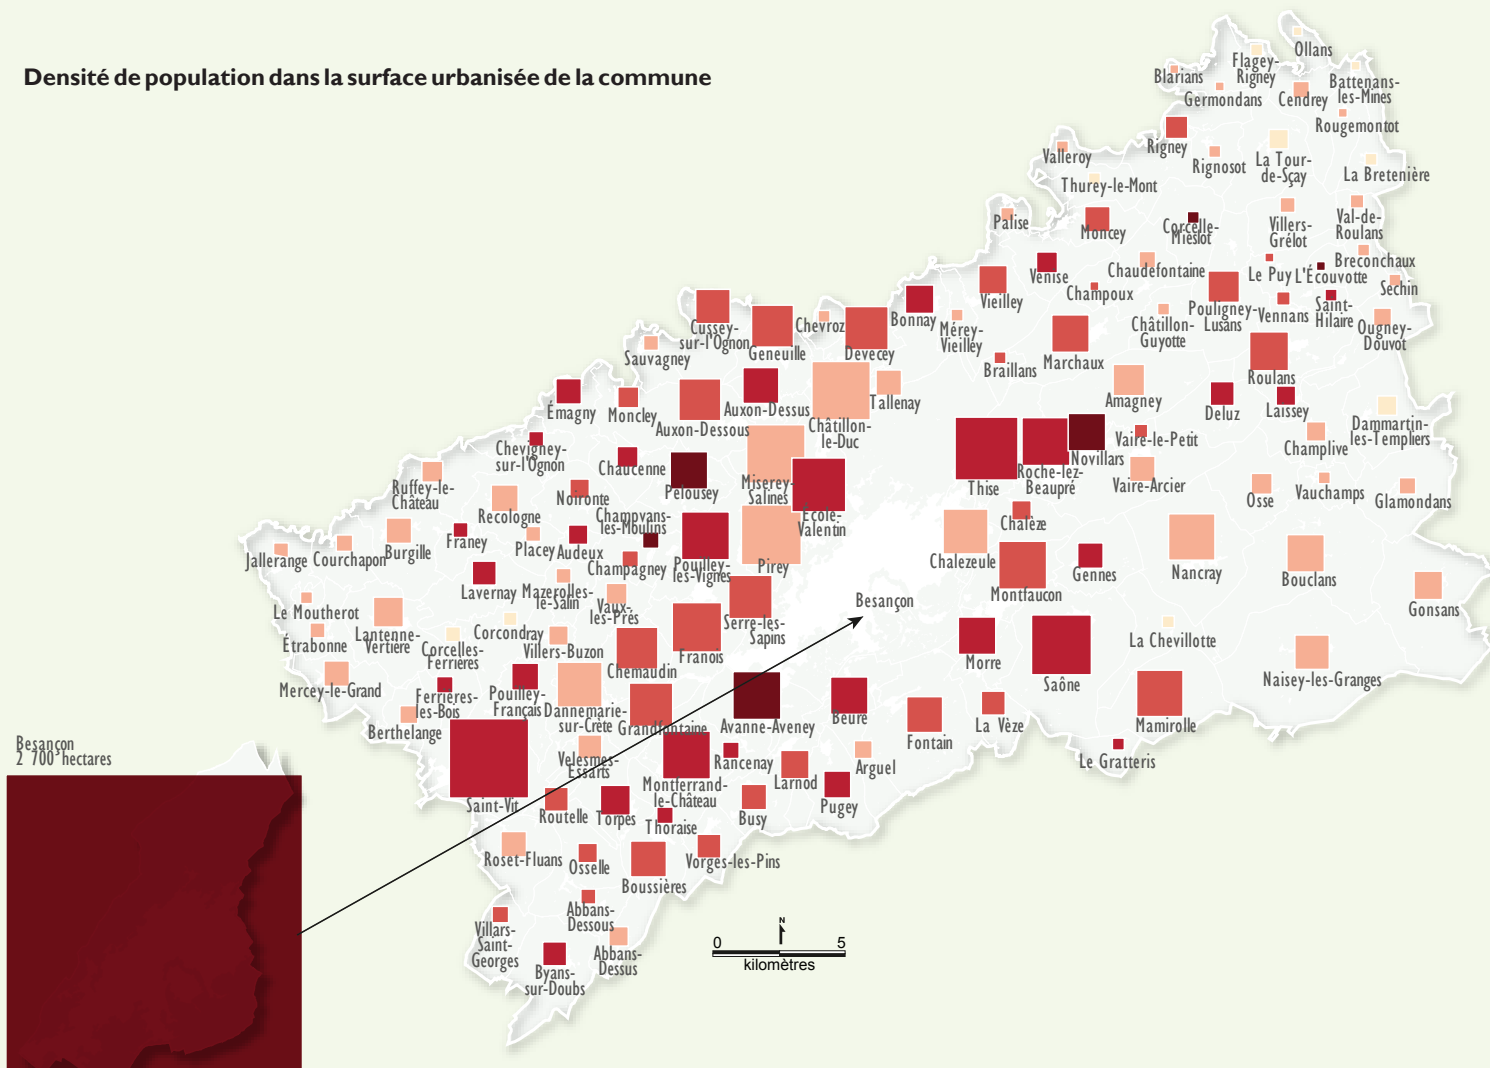 Densité de population dans la surface urbanisée de la commune
Ollans
Flagey-
Rigney
Blarians
Battenans-
les-Mines
Germondans
Cendrey
Rougemontot
Rigney
Valleroy
Rignosot
La Tour-
de-Sçay
La Bretenière
Thurey-le-Mont
Palise
Moncey
Corcelle-
Mieslot
Villers-
Grélot
Val-de-
Roulans
Breconchaux
Venise
Chaudefontaine
Le Puy
L'Écouvotte
Séchin
Vieilley
Champoux
Pouligney-
Lusans
Vennans
Saint-
Hilaire
Ougney-
Douvot
Bonnay
Mérey-
Vieilley
Châtillon-
Guyotte
Cussey-
sur-l'Ognon
Chevroz
Geneuille
Devecey
Sauvagney
Marchaux
Braillans
Roulans
Émagny
Moncley
Auxon-Dessus
Auxon-Dessous
Châtillon-
le-Duc
Tallenay
Amagney
Deluz
Laissey
Dammartin-
les-Templiers
Chevigney-
sur-l'Ognon
Chaucenne
Pelousey
Miserey-
Salines
École-
Valentin
Thise
Roche-lez-
Beaupré
Novillars
Vaire-le-Petit
Vaire-Arcier
Champlive
Osse
Vauchamps
Glamondans
Ruffey-le-
Château
Recologne
Noironte
Champvans-
les-Moulins
Jallerange
Courchapon
Burgille
Franey
Placey
Audeux
Champagney
Pouilley-
les-Vignes
Pirey
Chalezeule
Chalèze
Montfaucon
Gennes
Nancray
Bouclans
Gonsans
Lavernay
Mazerolles-
le-Salin
Vaux-
les-Prés
Le Moutherot
Étrabonne
Lantenne-
Vertière
Corcelles-
Ferrières
Corcondray
Villers-Buzon
Chemaudin
Franois
Serre-les-
Sapins
Besançon
Morre
Saône
La Chevillotte
Naisey-les-Granges
Mercey-le-Grand
Berthelange
Ferrières-
les-Bois
Pouilley-
Français
Dannemarie-
sur-Crète
Grandfontaine
Avanne-Aveney
Beure
Fontain
La Vèze
Mamirolle
Le Gratteris
Besançon
2 700 hectares
Saint-Vit
Velesmes-
Essarts
Montferrand-
le-Château
Rancenay
Larnod
Arguel
Pugey
Routelle
Torpes
Thoraise
Busy
Roset-Fluans
Osselle
Boussières
Vorges-les-Pins
Abbans-
Dessous
Villars-
Saint-
Georges
Abbans-
Dessus
Byans-
sur-Doubs
N
0 5
kilomètres